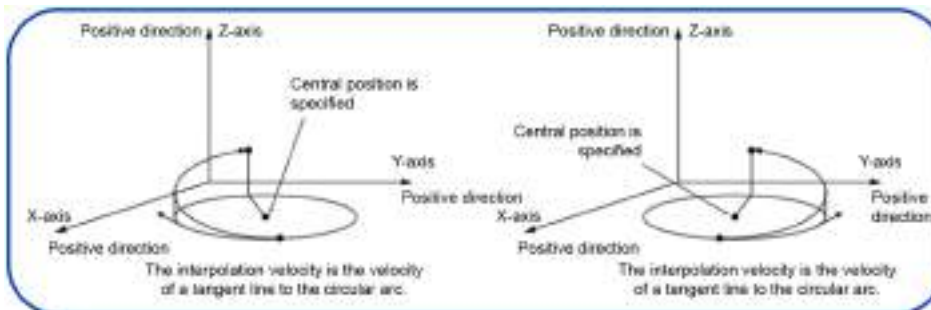 Positive direction
Z-axis
Central position is
specified
Y-axis
Positive direction
X-axis
Positive direction
The interpolation velocity is the velocity
of a tangent line to the circular arc.
Positive direction
Z-axis
Central position is
specified
Y-axis
Positive
direction
X-axis
Positive direction
The interpolation velocity is the velocity
of a tangent line to the circular arc.